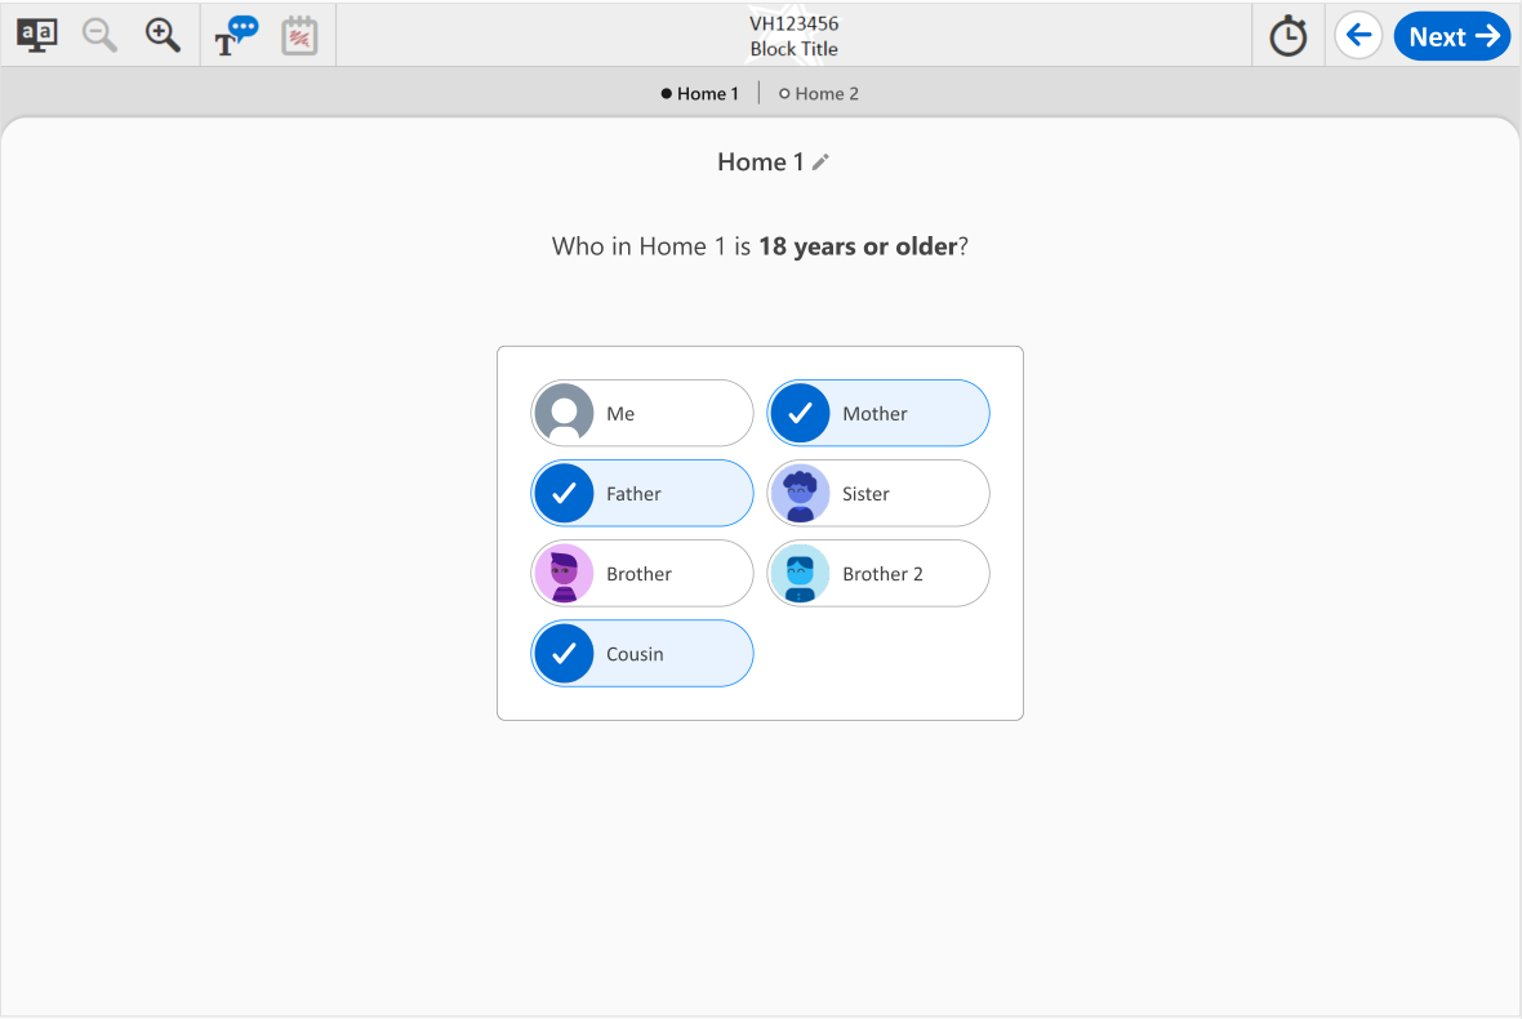 aa
VH123456
Block Title
T
Next
Home 1
Home 2
Home 1
Who in Home 1 is 18 years or older?
Me
Mother
Father
Sister
Brother
Brother 2
Cousin